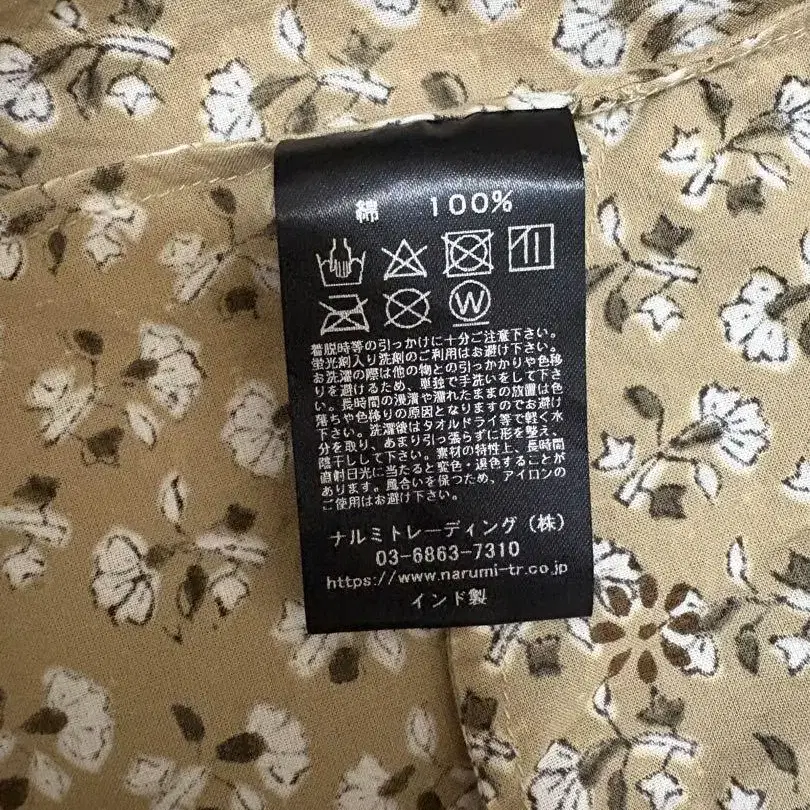 綿 100%
W
着脱時等の引っかけに十分ご注意下さい。
蛍光剤入り洗剤のご利用はお避け下さい。
お洗濯の際は他の物との引っかかりや色移
りを避けるため、単独で手洗いをして下さ
い。長時間の浸漬や濡れたままの放置は色
落ちや色移りの原因となりますのでお避け
下さい。洗濯後はタオルドライ等で軽く水
分を取り、あまり引っ張らずに形を整え、
陰干しして下さい。素材の特性上、長時間
直射日光に当たると変色・退色することが
あります。風合いを保つため、アイロンの
ご使用はお避け下さい。
ナルミトレーディング(株)
03-6863-7310
https://www.narumi-tr.co.jp
インド製